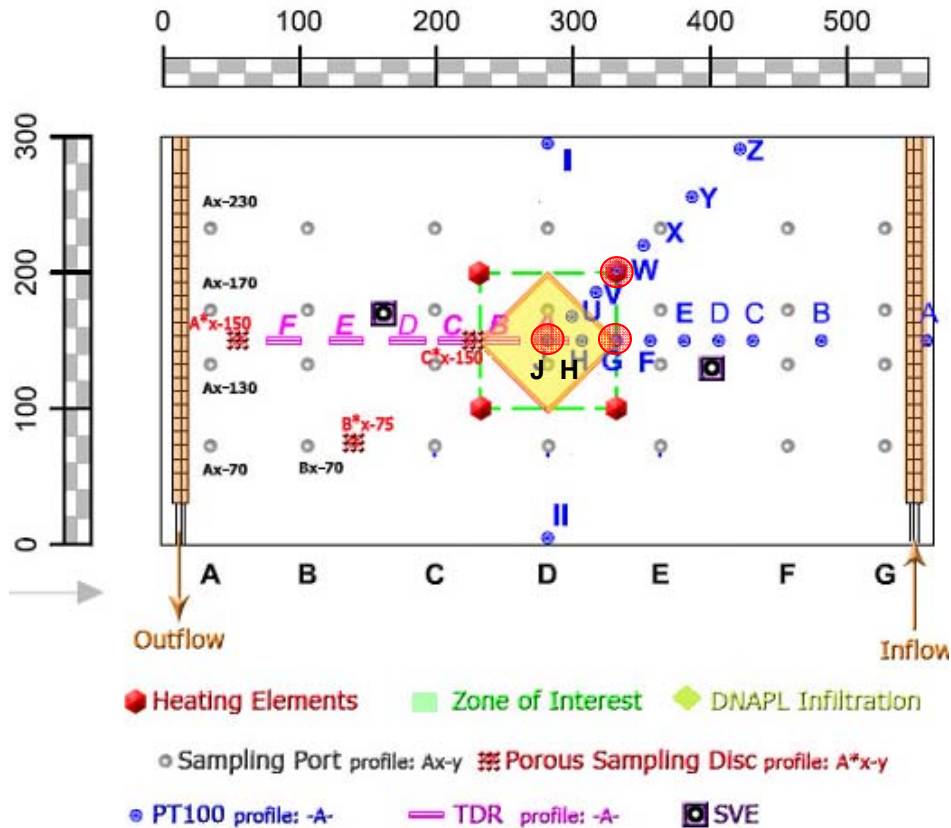 0 100 200 300 400 500
300
200
100
0
I
Z
Y
X
W
V
U
Ax-230
Ax-170
A*x-150
F E D C B
E D C B A
C*x-150
H G F
J H
Ax-130
B*x-75
Ax-70 Bx-70
II
A B C D E F G
Outflow
Inflow
Heating Elements Zone of Interest DNAPL Infiltration
Sampling Port profile: Ax-y Porous Sampling Disc profile: A*x-y
PT100 profile: -A- TDR profile: -A- SVE